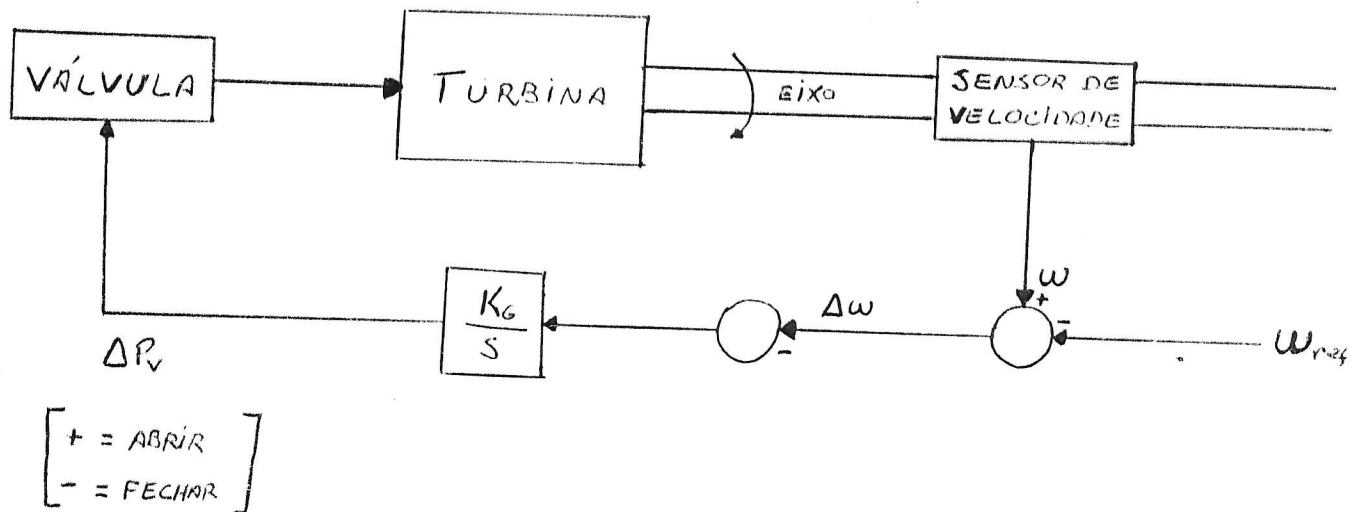 VÁLVULA
TURBINA
EIXO
SENSOR DE
VELOCIDADE
ω
+
-
Δω
-
K_G
S
ω_ref
ΔP_v
+ = ABRIR
- = FECHAR